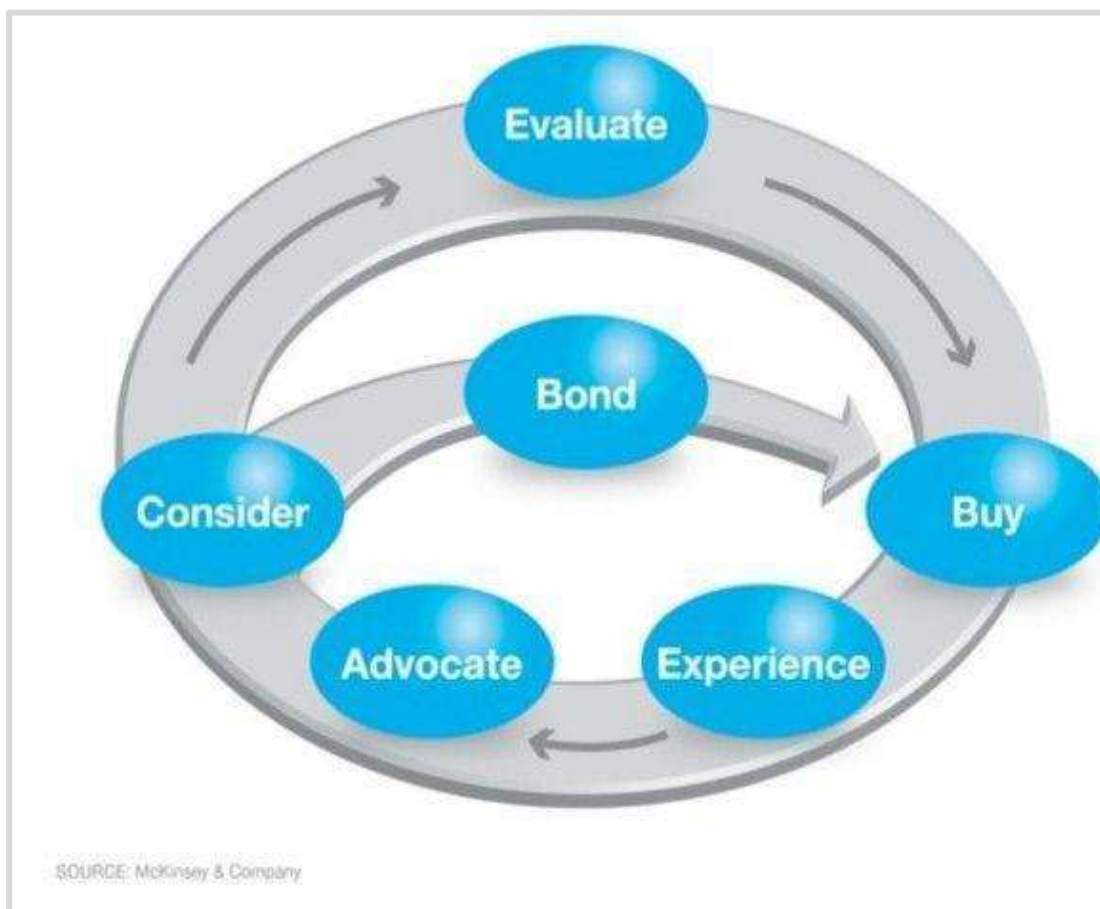 Evaluate
Bond
Consider
Buy
Advocate
Experience
SOURCE: McKinsey & Company